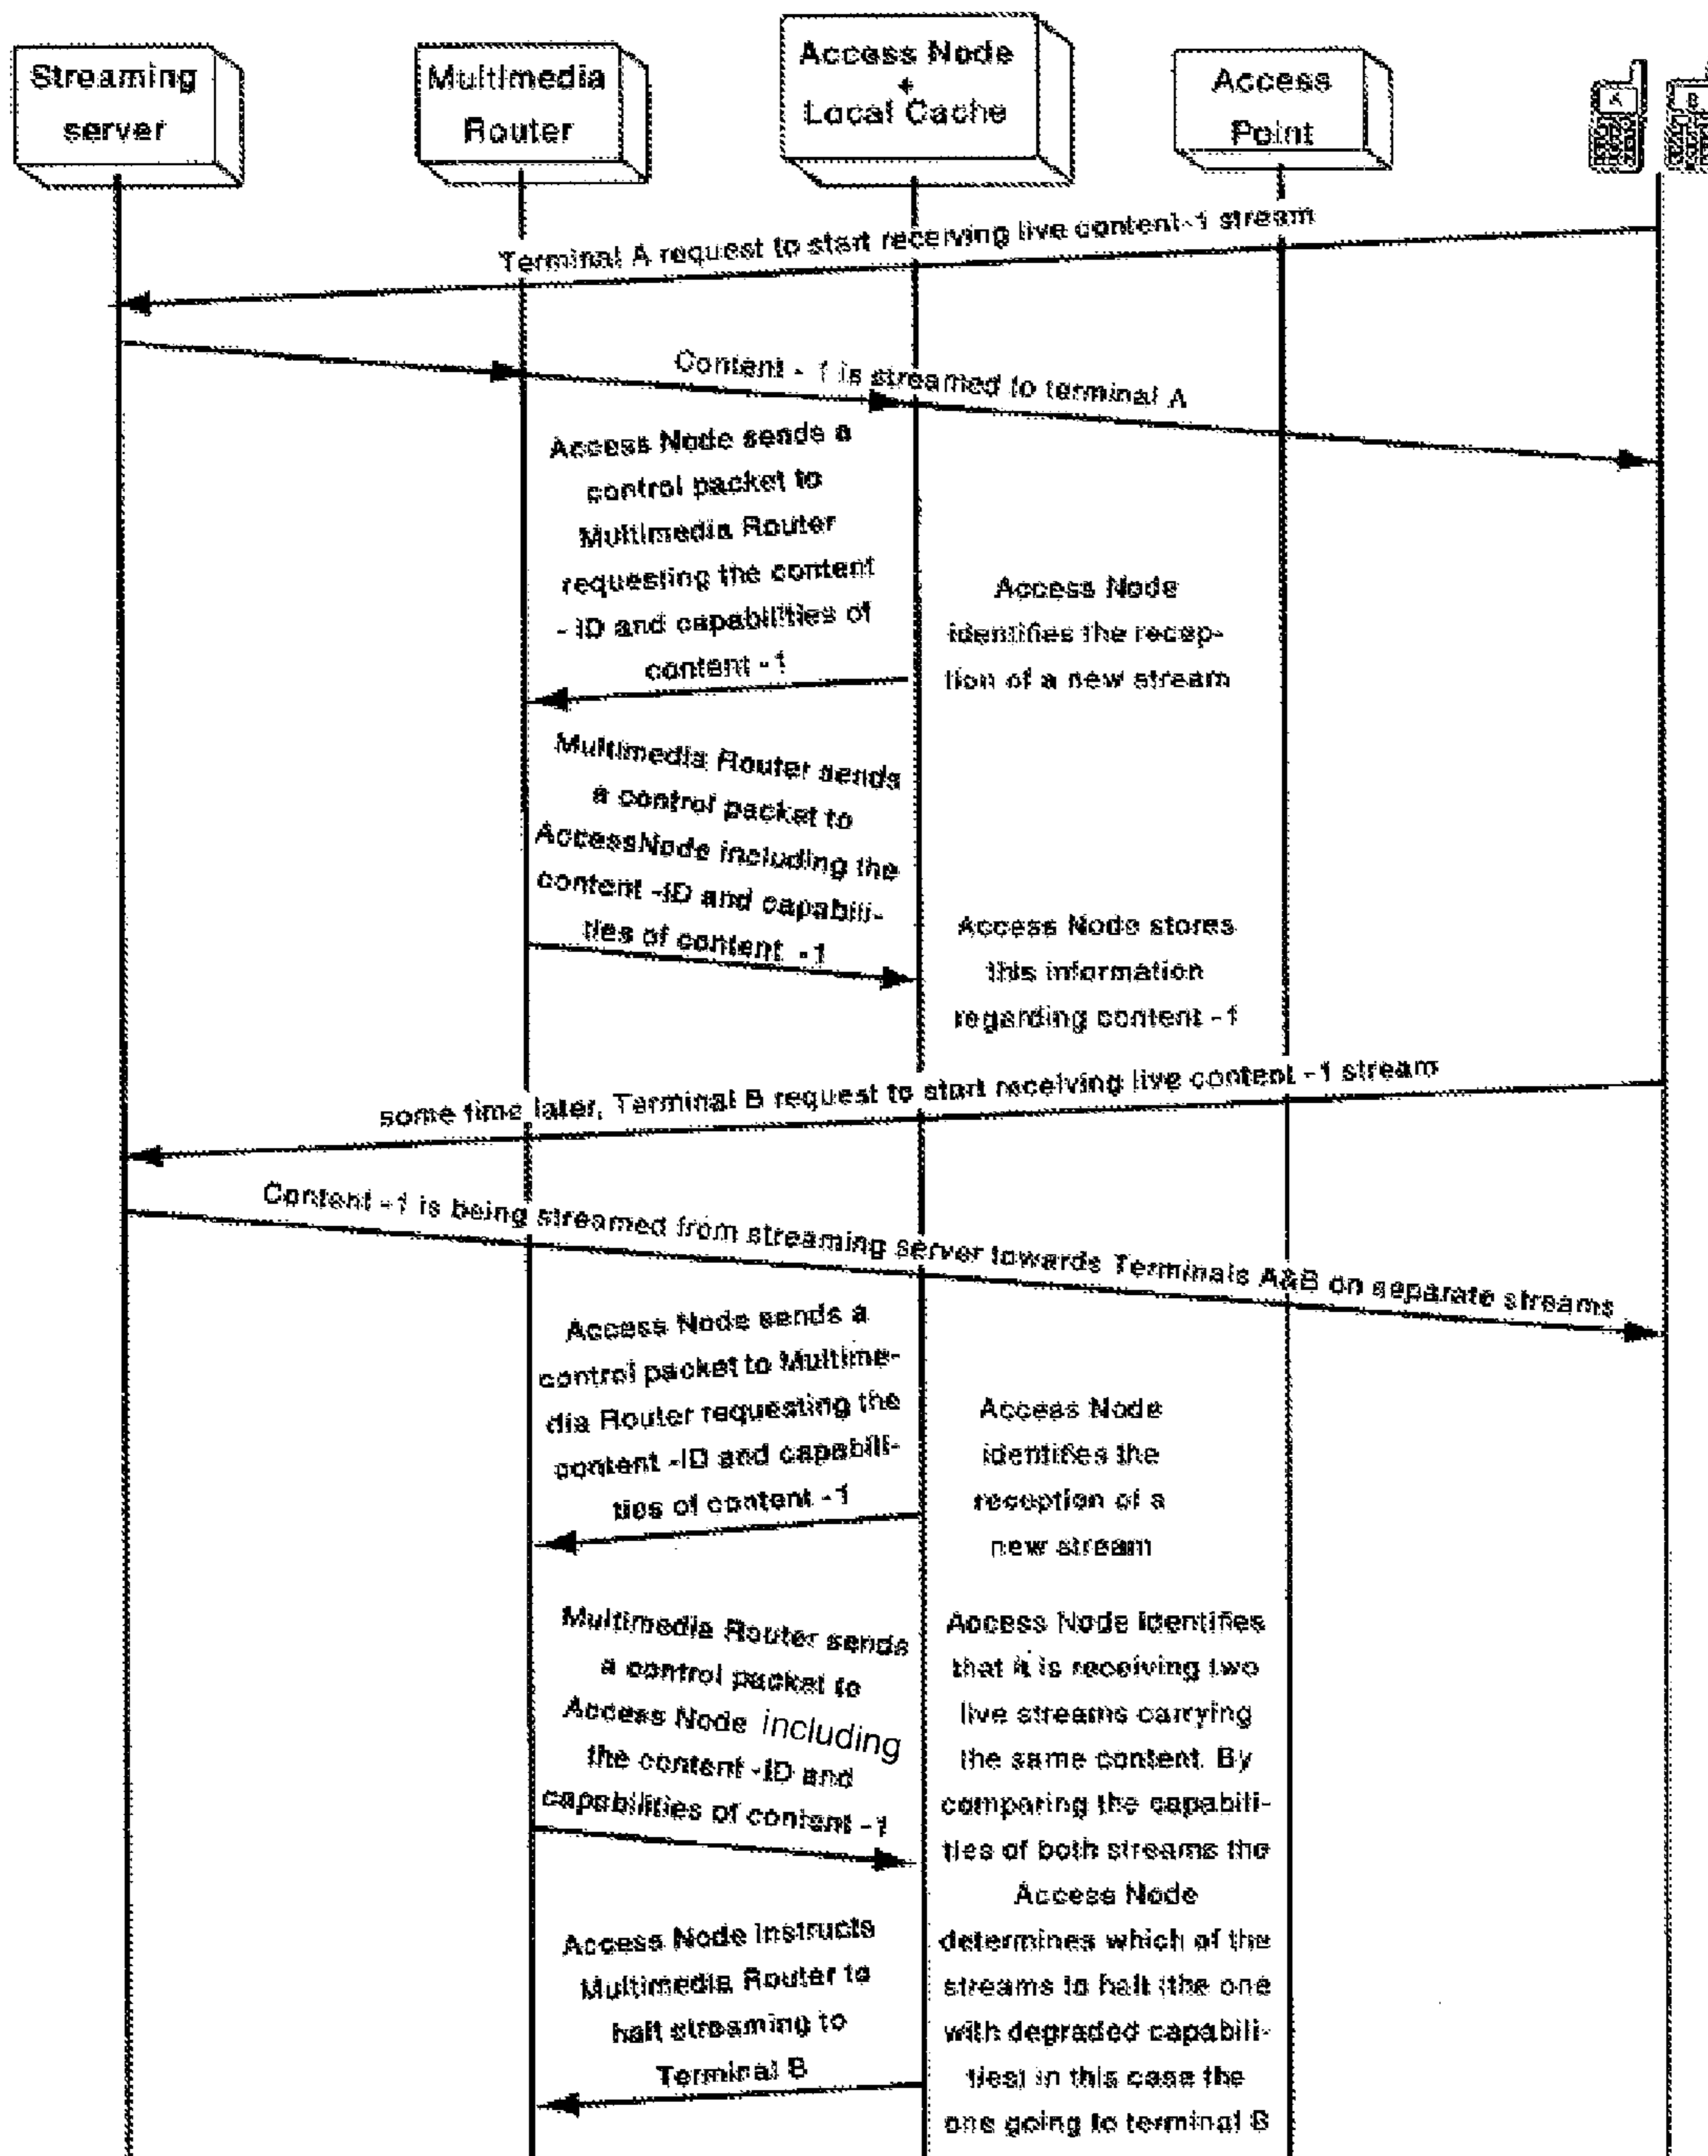 Streaming
server
Multimedia
Router
Access Node
+
Local Cache
Access
Point
A
B
Terminal A request to start receiving live content-1 stream
Content - 1 is streamed to terminal A
Access Node sends a
control packet to
Multimedia Router
requesting the content
- ID and capabilities of
content -1
Access Node
identifies the recep-
tion of a new stream
Multimedia Router sends
a control packet to
AccessNode including the
content -ID and capabili-
ties of content -1
Access Node stores
this information
regarding content -1
some time later, Terminal B request to start receiving live content -1 stream
Content -1 is being streamed from streaming server towards Terminals A&B on separate streams
Access Node sends a
control packet to Multime-
dia Router requesting the
content -ID and capabili-
ties of content -1
Access Node
identifies the
reception of a
new stream
Multimedia Router sends
a control packet to
Access Node including
the content -ID and
capabilities of content -1
Access Node identifies
that it is receiving two
live streams carrying
the same content. By
comparing the capabili-
ties of both streams the
Access Node
determines which of the
streams to halt (the one
with degraded capabili-
ties) in this case the
one going to terminal B
Access Node instructs
Multimedia Router to
halt streaming to
Terminal B